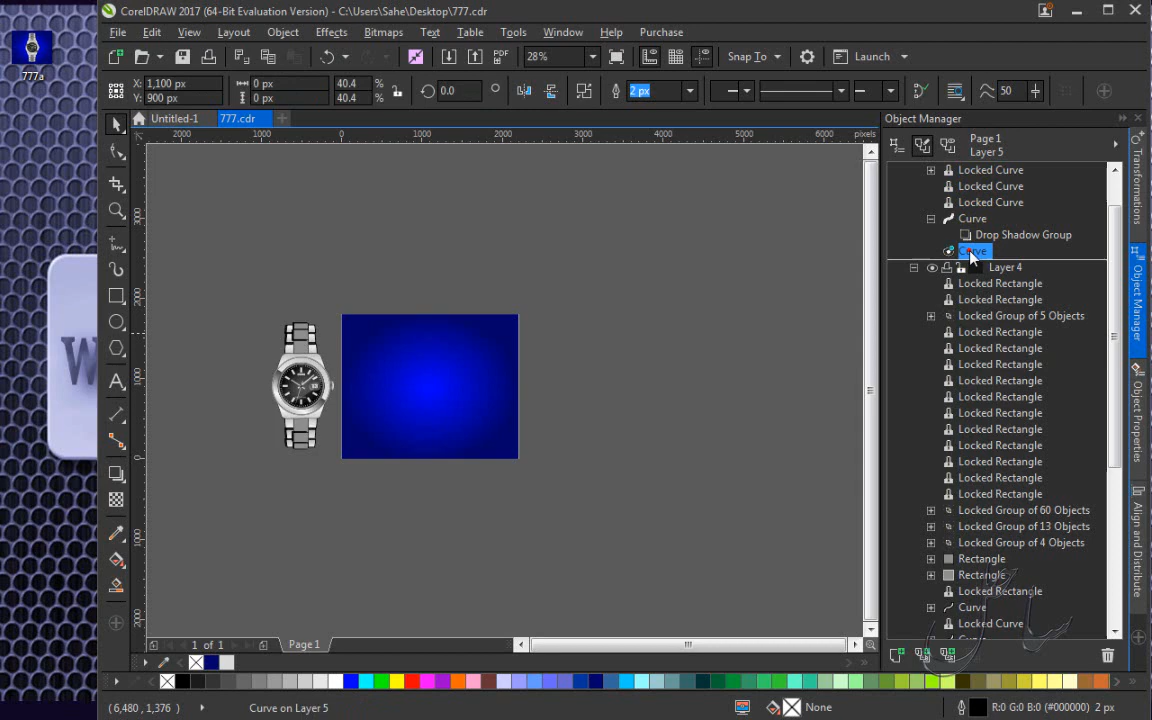 CorelDRAW 2017 (64-Bit Evaluation Version) - C:\Users\Sahe\Desktop\777.cdr
File Edit View Layout Object Effects Bitmaps Text Table Tools Window Help Purchase
PDF 28% Snap To Launch
X: 1,100 px 0 px 40.4 % 0.0 2 px 50
Y: 900 px 0 px 40.4 %
777a
Untitled-1 777.cdr
2000 1000 0 1000 2000 3000 4000 5000 6000 pixels
3000
2000
1000
0
1000
2000
W
Object Manager
Page 1
Layer 5
Locked Curve
Locked Curve
Locked Curve
Curve
Drop Shadow Group
Curve
Layer 4
Locked Rectangle
Locked Rectangle
Locked Group of 5 Objects
Locked Rectangle
Locked Rectangle
Locked Rectangle
Locked Rectangle
Locked Rectangle
Locked Rectangle
Locked Rectangle
Locked Rectangle
Locked Rectangle
Locked Rectangle
Locked Rectangle
Locked Group of 60 Objects
Locked Group of 13 Objects
Locked Group of 4 Objects
Rectangle
Rectangle
Locked Rectangle
Curve
Locked Curve
Transformations
Object Manager
Object Properties
Align and Distribute
1 of 1 Page 1
( 6,480 , 1,376 ) Curve on Layer 5 None R:0 G:0 B:0 (#000000) 2 px